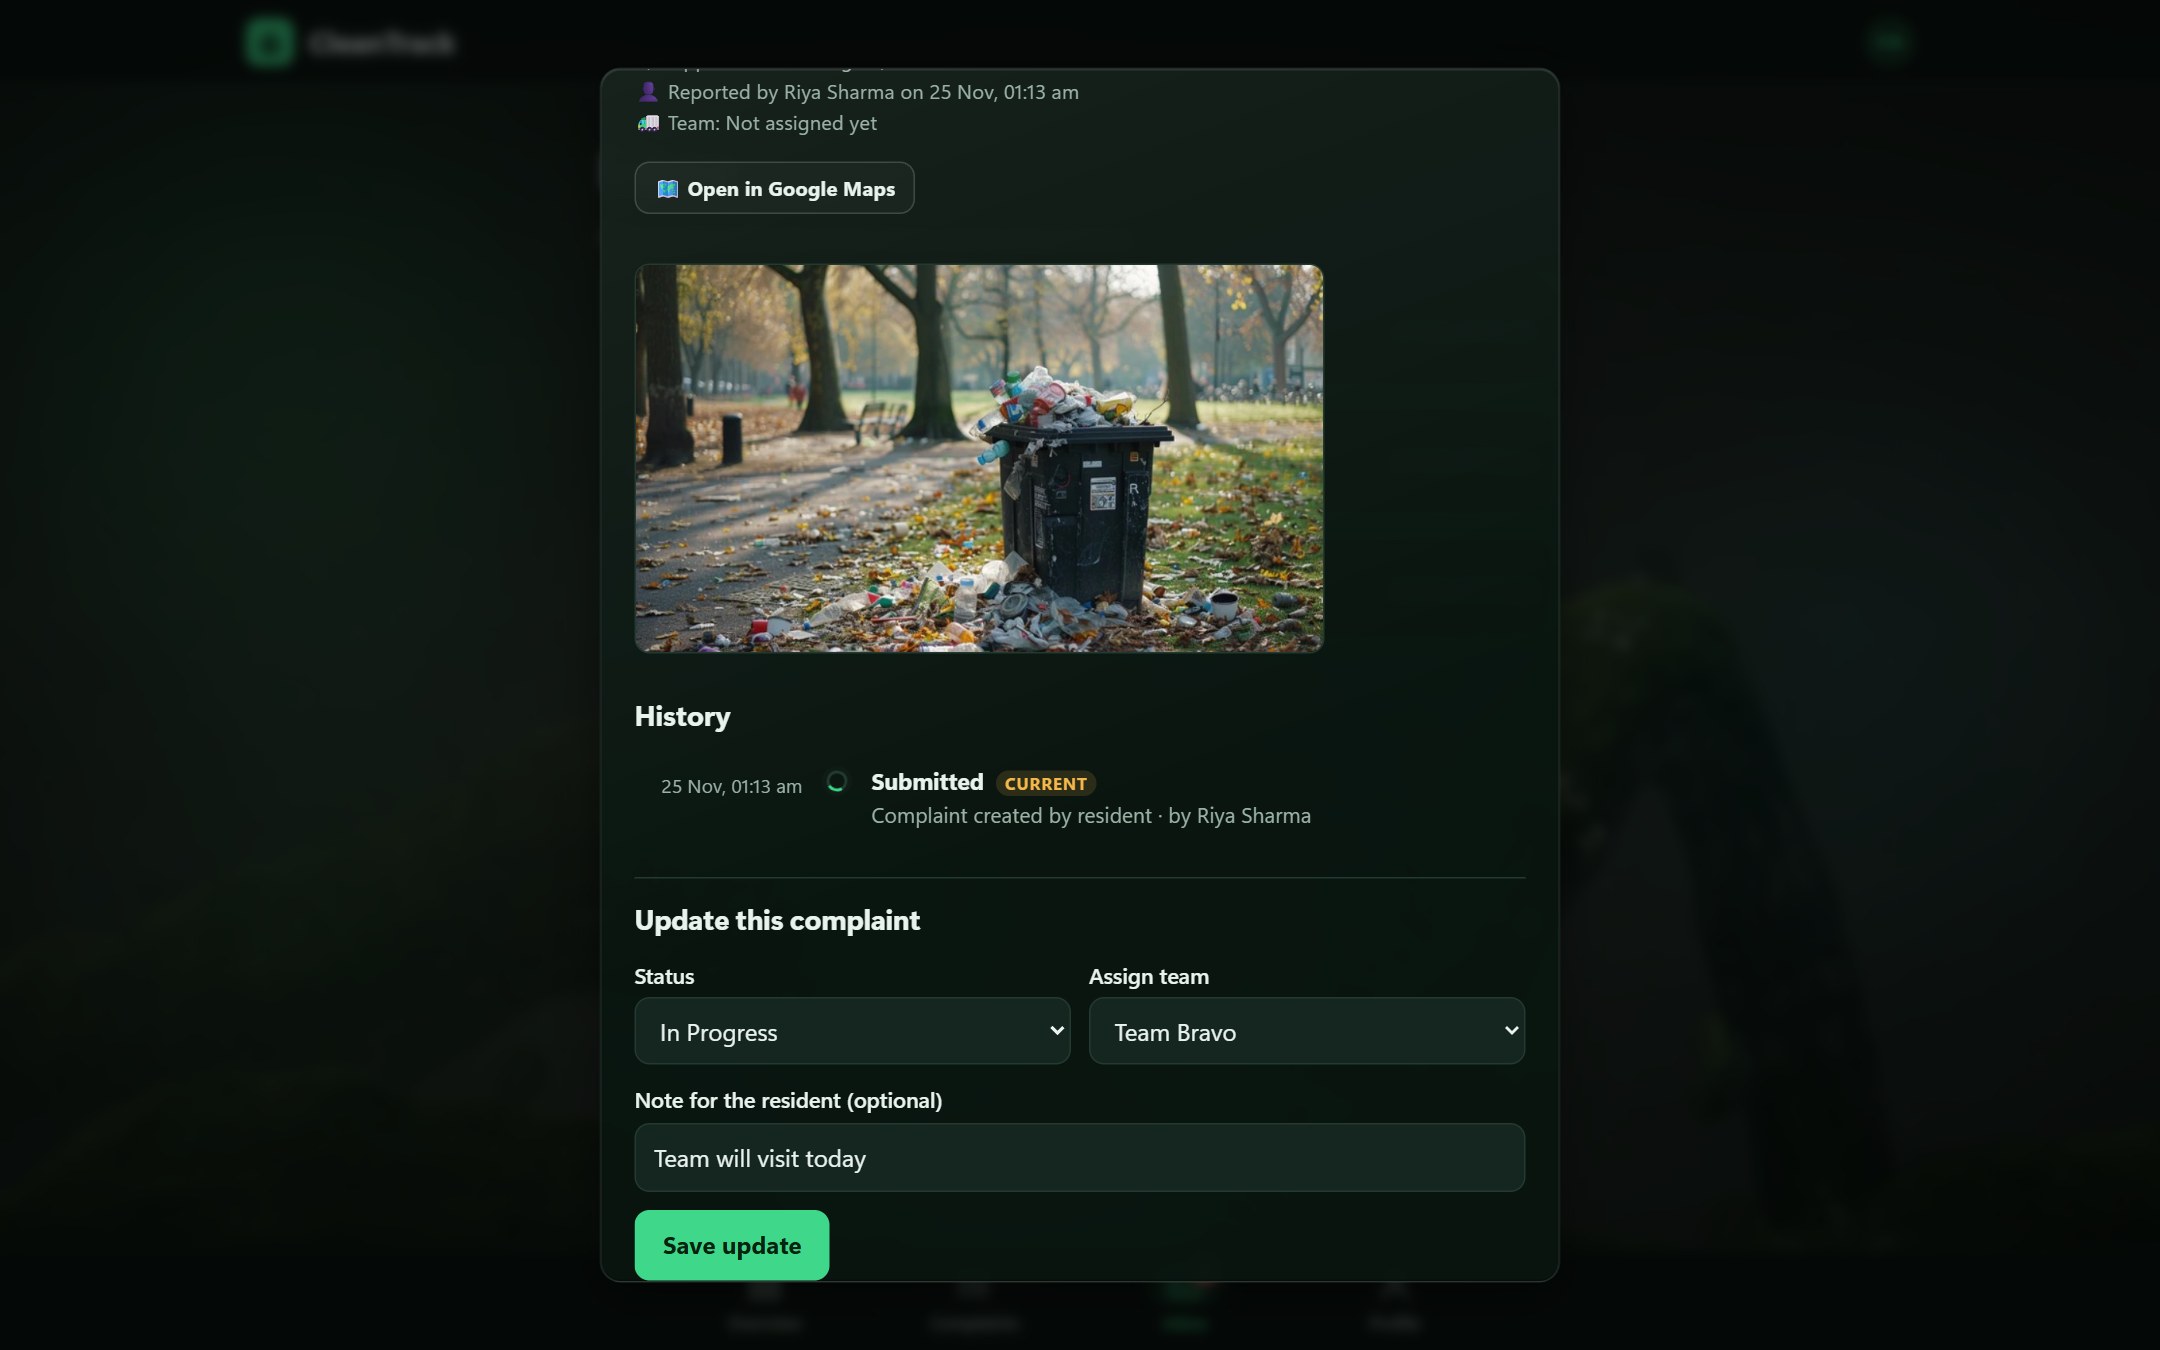 CleanTrack
Reported by Riya Sharma on 25 Nov, 01:13 am
Team: Not assigned yet
Open in Google Maps
History
25 Nov, 01:13 am
Submitted CURRENT
Complaint created by resident · by Riya Sharma
Update this complaint
Status
Assign team
In Progress
Team Bravo
Note for the resident (optional)
Team will visit today
Save update